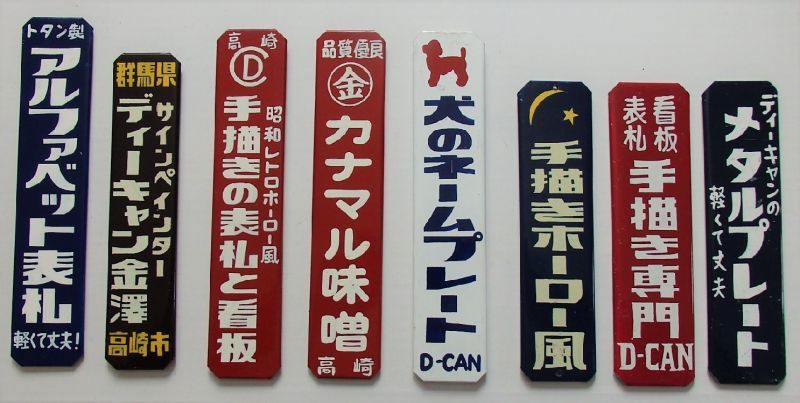 トタン製
アルファベット表札
軽くて丈夫!
群馬県
サインペインター
ディーキャン金澤
高崎市
高崎
CD
昭和レトロホーロー風
手描きの表札と看板
品質優良
金
カナマル味噌
高崎
犬のネームプレート
D-CAN
手描きホーロー風
看板
表札
手描き専門
D-CAN
ディーキャンの
メタルプレート
軽くて丈夫